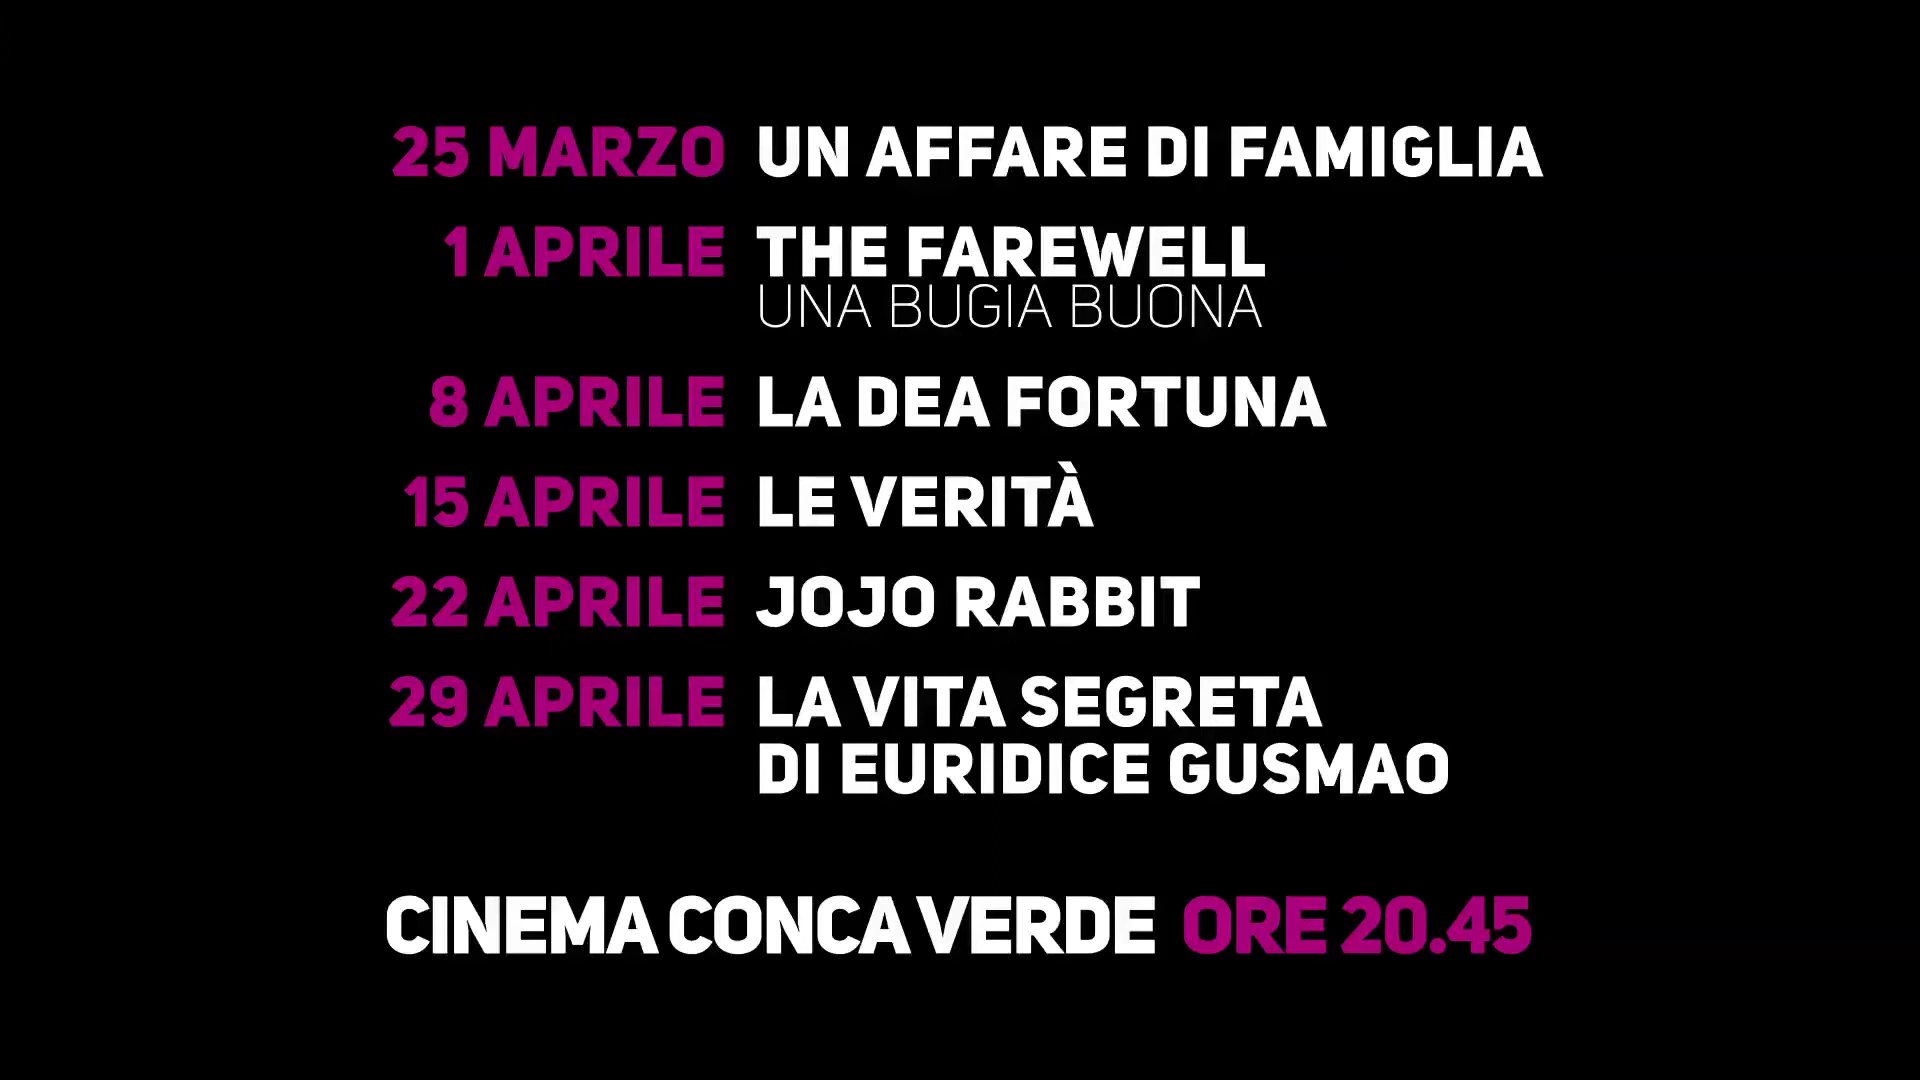 25 MARZO UN AFFARE DI FAMIGLIA
1 APRILE THE FAREWELL
UNA BUGIA BUONA
8 APRILE LA DEA FORTUNA
15 APRILE LE VERITÀ
22 APRILE JOJO RABBIT
29 APRILE LA VITA SEGRETA
DI EURIDICE GUSMAO
CINEMA CONCA VERDE ORE 20.45